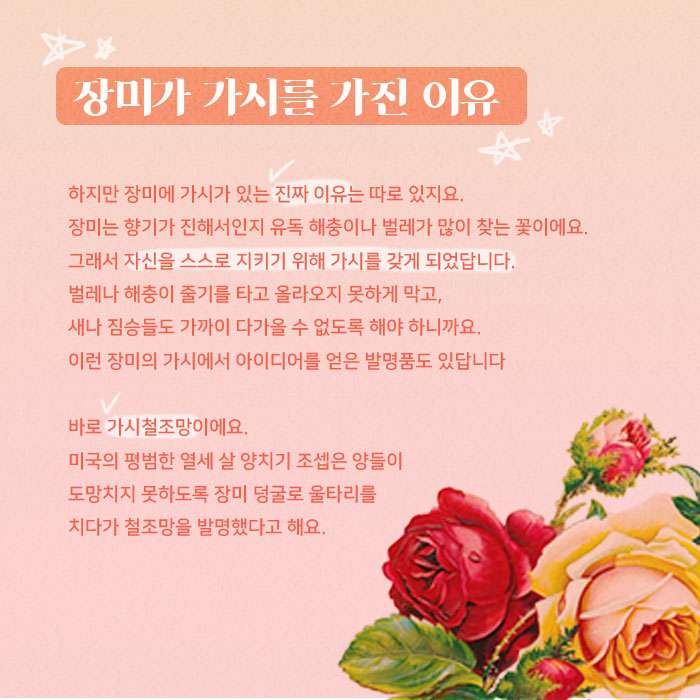 장미가 가시를 가진 이유
하지만 장미에 가시가 있는 진짜 이유는 따로 있지요.
장미는 향기가 진해서인지 유독 해충이나 벌레가 많이 찾는 꽃이에요.
그래서 자신을 스스로 지키기 위해 가시를 갖게 되었답니다.
벌레나 해충이 줄기를 타고 올라오지 못하게 막고,
새나 짐승들도 가까이 다가올 수 없도록 해야 하니까요.
이런 장미의 가시에서 아이디어를 얻은 발명품도 있답니다
바로 가시철조망이에요.
미국의 평범한 열세 살 양치기 조셉은 양들이
도망치지 못하도록 장미 덩굴로 울타리를
치다가 철조망을 발명했다고 해요.